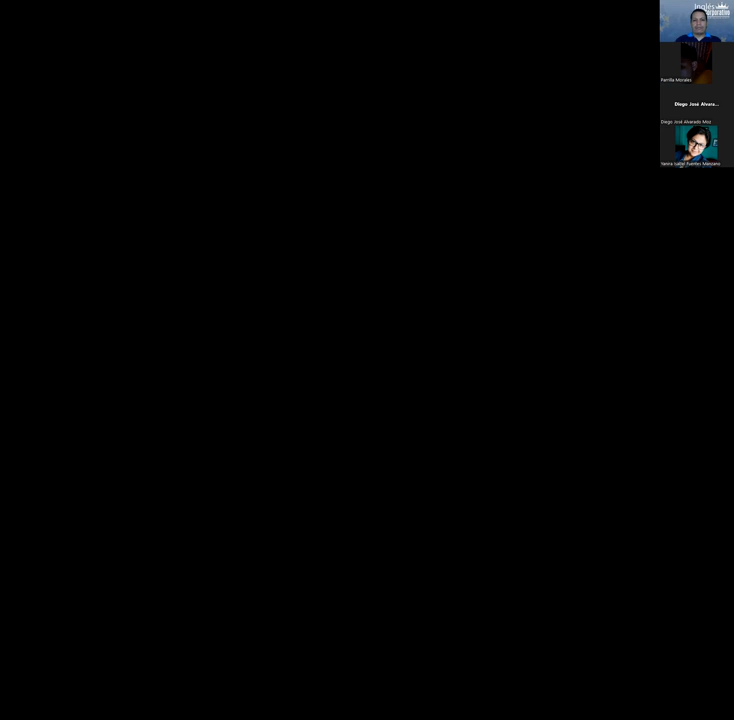 Inglés
corporativo
Parrilla Morales
Diego José Alvara...
Diego José Alvarado Moz
Yanira Isabel Fuentes Manzano